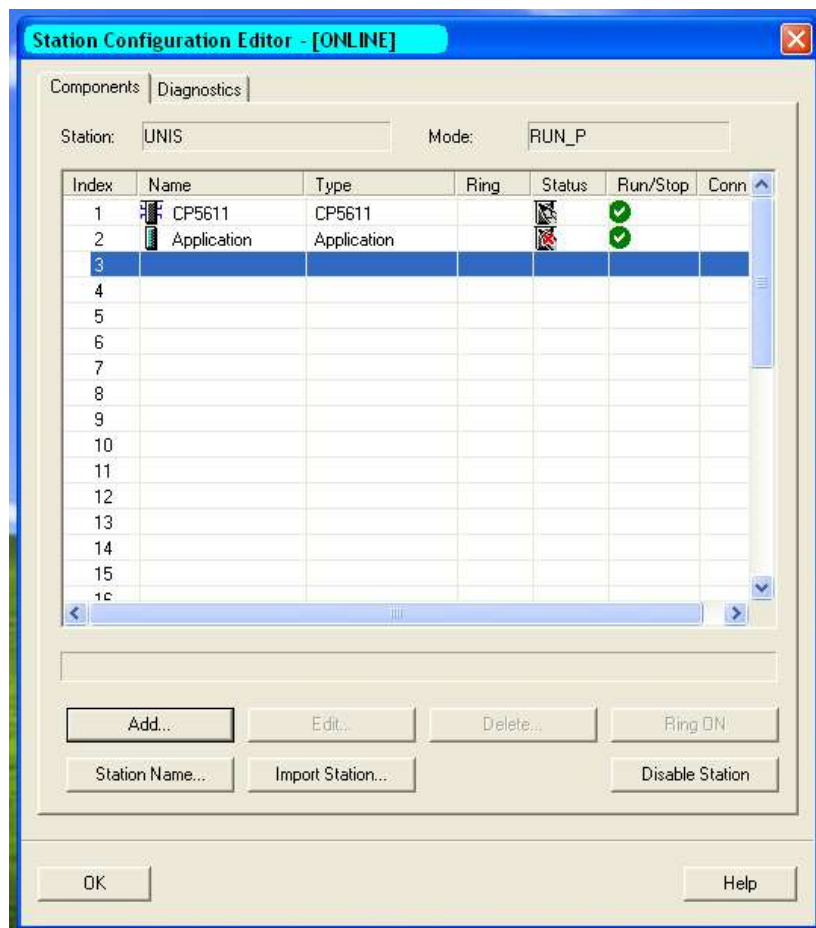 Station Configuration Editor - [ONLINE]
Components Diagnostics
Station: UNIS Mode: RUN_P
Index Name Type Ring Status Run/Stop Conn
1 CP5611 CP5611
2 Application Application
3
4
5
6
7
8
9
10
11
12
13
14
15
16
Add... Edit... Delete... Ring ON
Station Name... Import Station... Disable Station
OK Help